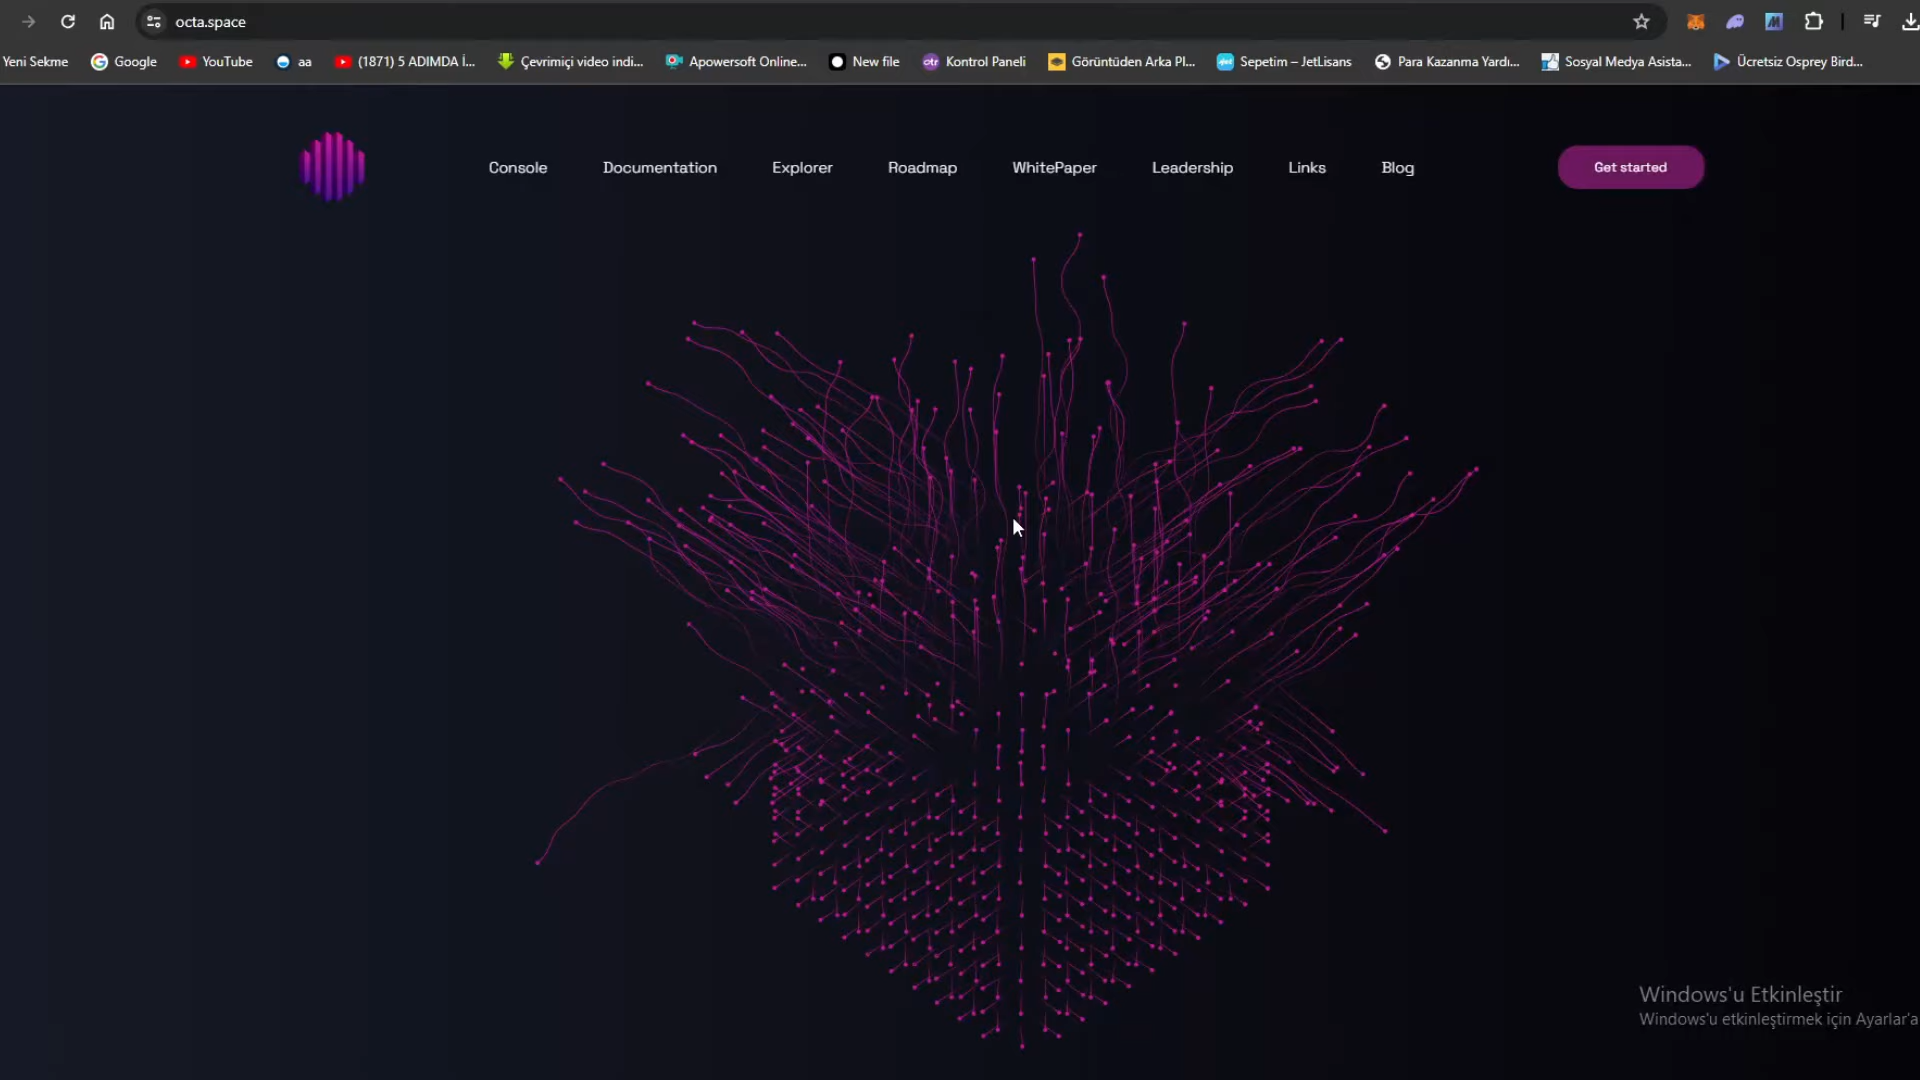 octa.space
Yeni Sekme
Google
YouTube
aa
(1871) 5 ADIMDA İ...
Çevrimiçi video indi...
Apowersoft Online...
New file
Kontrol Paneli
Görüntüden Arka Pl...
Sepetim – JetLisans
Para Kazanma Yardı...
Sosyal Medya Asista...
Ücretsiz Osprey Bird...
Console
Documentation
Explorer
Roadmap
WhitePaper
Leadership
Links
Blog
Get started
Windows'u Etkinleştir
Windows'u etkinleştirmek için Ayarlar'a